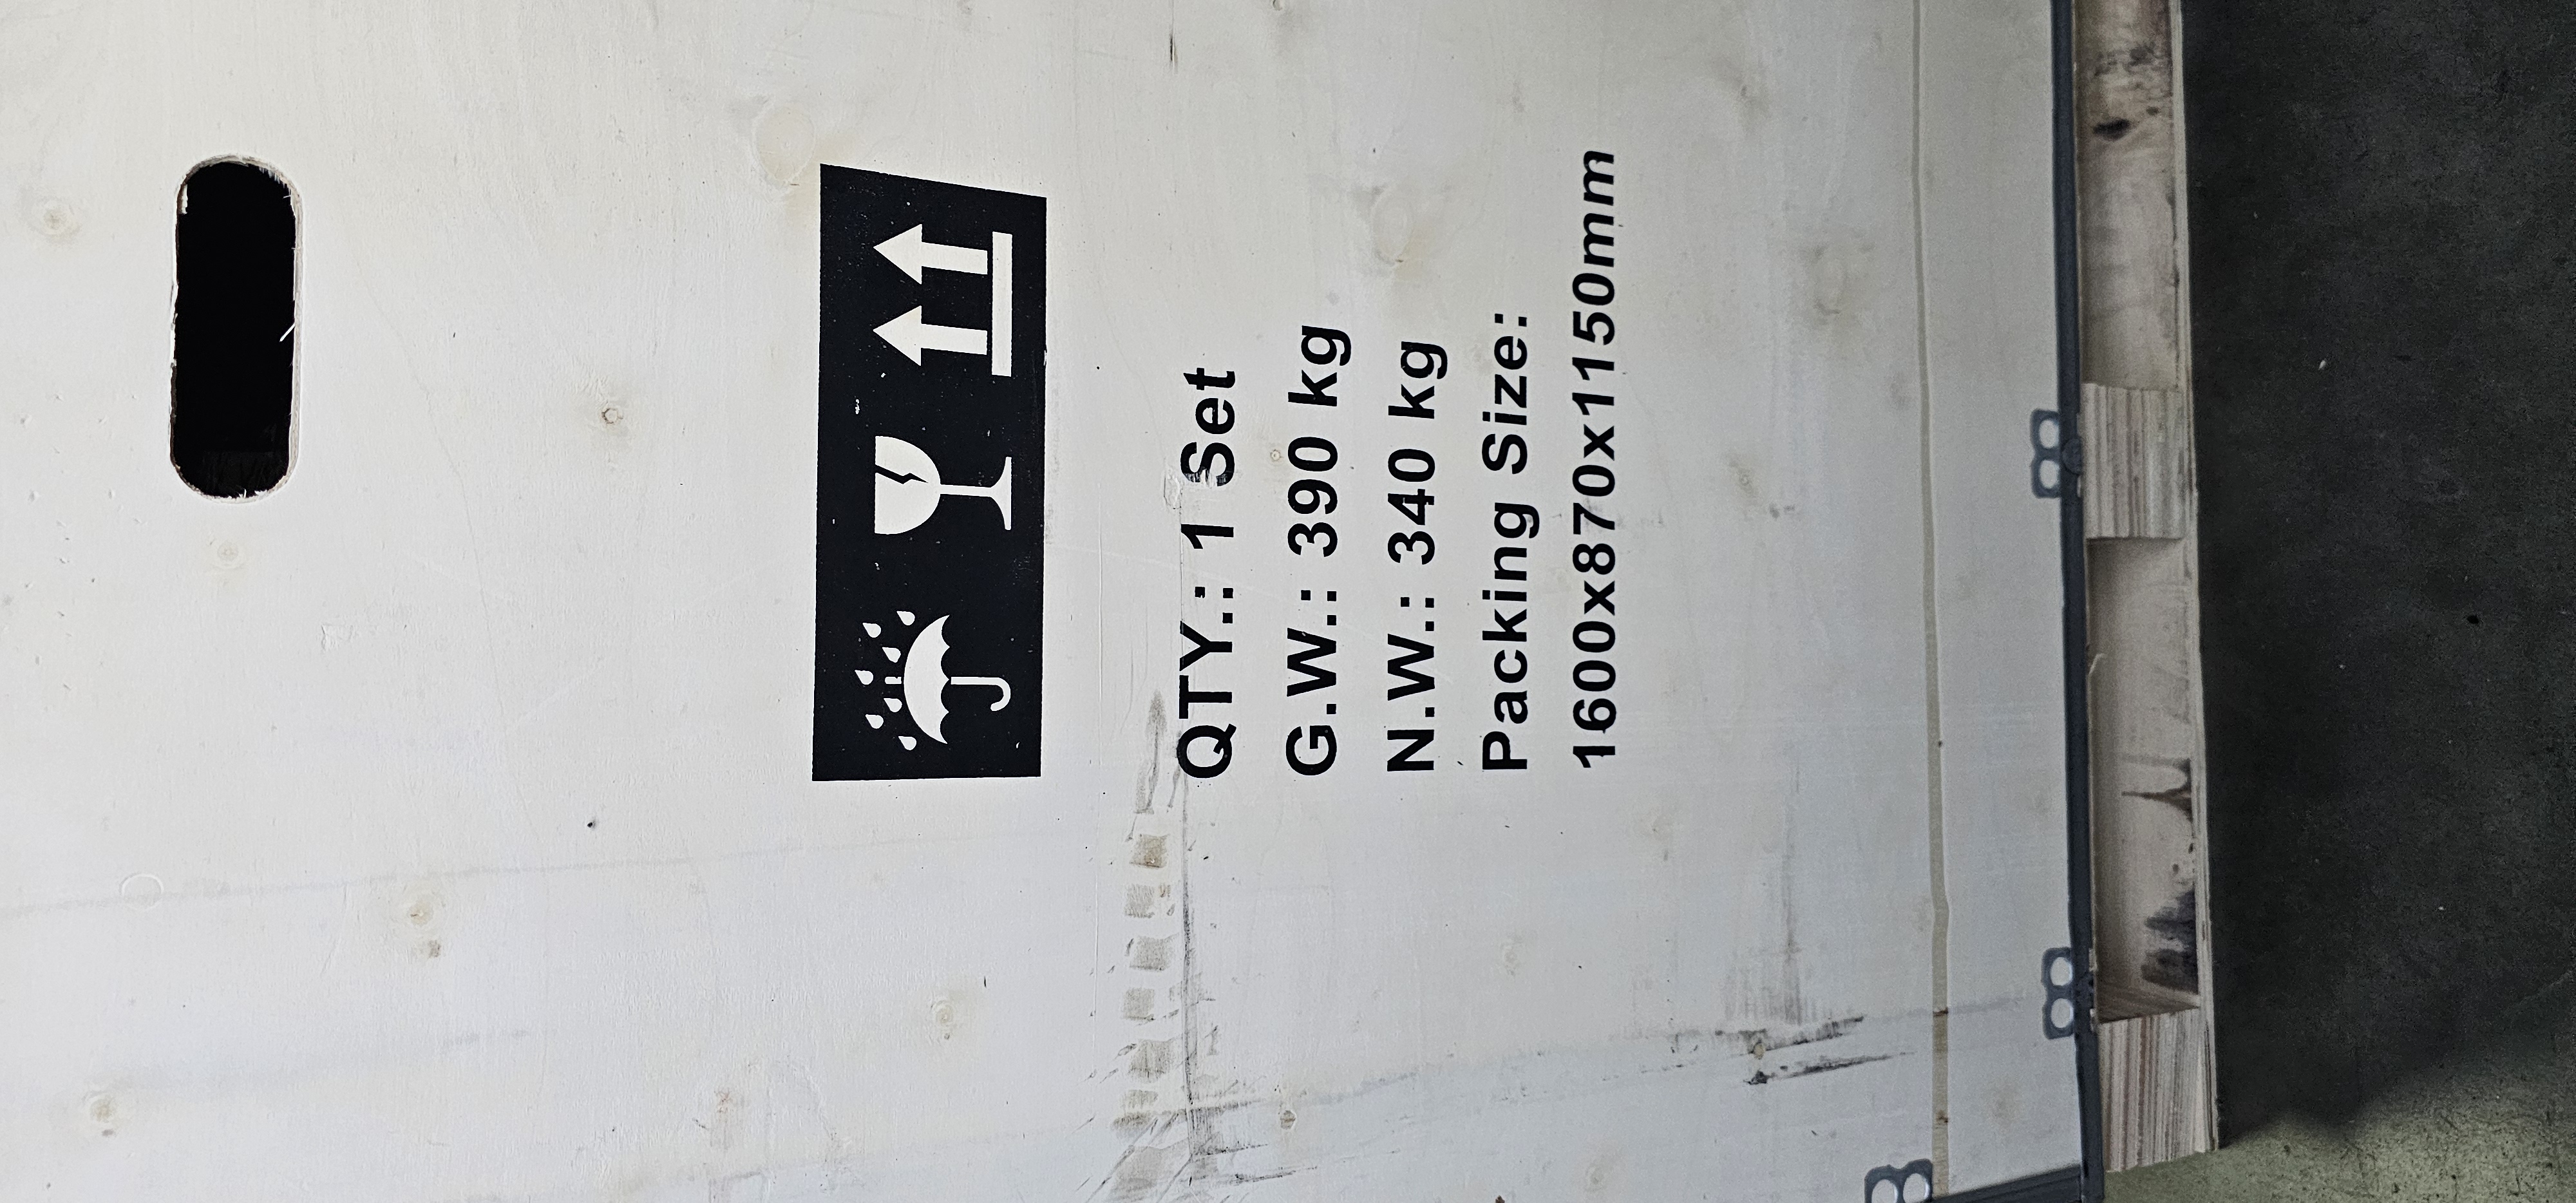 QTY.: 1 Set
G.W.: 390 kg
N.W.: 340 kg
Packing Size:
1600x870x1150mm